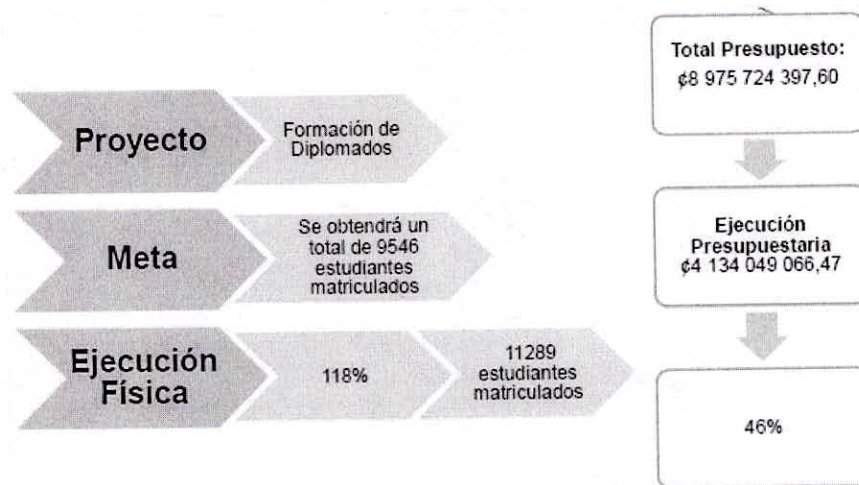 Proyecto
Formación de
Diplomados
Meta
Se obtendrá un
total de 9546
estudiantes
matriculados
Ejecución
Física
118%
11289
estudiantes
matriculados
Total Presupuesto:
₡8 975 724 397,60
Ejecución
Presupuestaria
₡4 134 049 066,47
46%